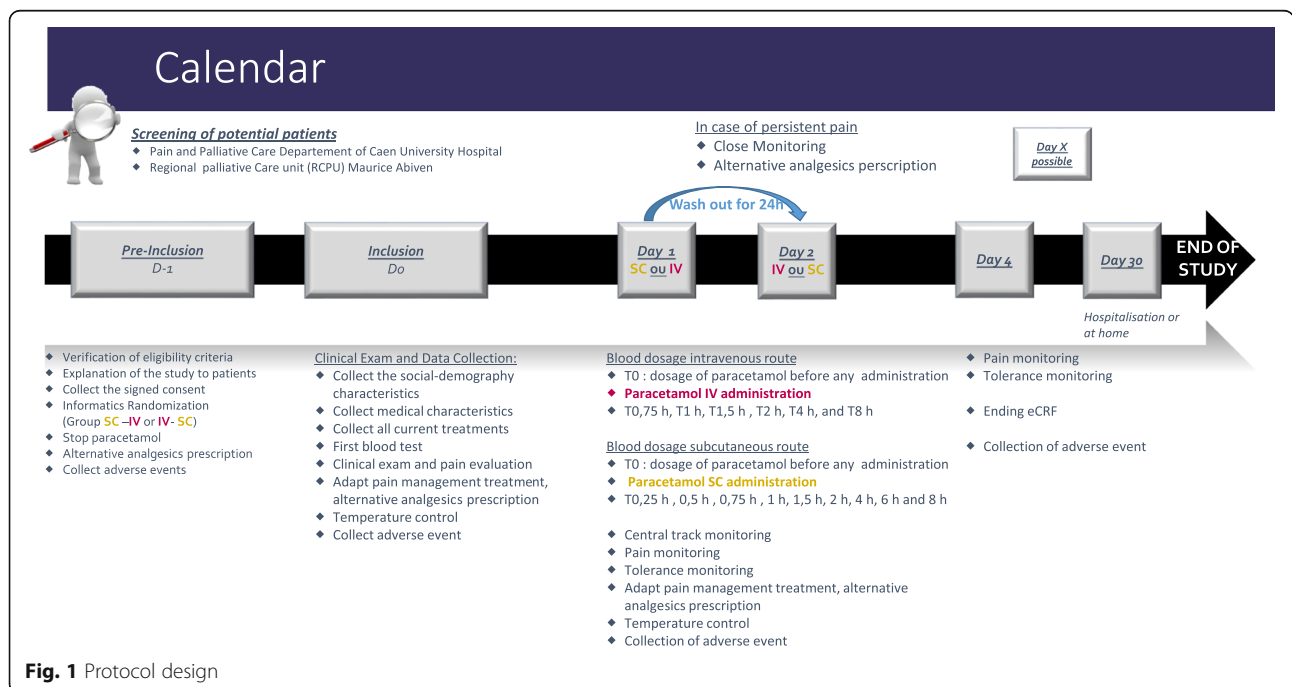 Calendar
Screening of potential patients
◆ Pain and Palliative Care Departement of Caen University Hospital
◆ Regional palliative Care unit (RCPU) Maurice Abiven
In case of persistent pain
◆ Close Monitoring
◆ Alternative analgesics perscription
Day X
possible
Wash out for 24h
Pre-Inclusion
D-1
Inclusion
D0
Day 1
SC ou IV
Day 2
IV ou SC
Day 4
Day 30
END OF
STUDY
Hospitalisation or
at home
◆ Verification of eligibility criteria
◆ Explanation of the study to patients
◆ Collect the signed consent
◆ Informatics Randomization
(Group SC –IV or IV- SC)
◆ Stop paracetamol
◆ Alternative analgesics prescription
◆ Collect adverse events
Clinical Exam and Data Collection:
◆ Collect the social-demography
characteristics
◆ Collect medical characteristics
◆ Collect all current treatments
◆ First blood test
◆ Clinical exam and pain evaluation
◆ Adapt pain management treatment,
alternative analgesics prescription
◆ Temperature control
◆ Collect adverse event
Blood dosage intravenous route
◆ T0 : dosage of paracetamol before any administration
◆ Paracetamol IV administration
◆ T0,75 h, T1 h, T1,5 h , T2 h, T4 h, and T8 h
Blood dosage subcutaneous route
◆ T0 : dosage of paracetamol before any administration
◆ Paracetamol SC administration
◆ T0,25 h , 0,5 h , 0,75 h , 1 h, 1,5 h, 2 h, 4 h, 6 h and 8 h
◆ Central track monitoring
◆ Pain monitoring
◆ Tolerance monitoring
◆ Adapt pain management treatment, alternative
analgesics prescription
◆ Temperature control
◆ Collection of adverse event
◆ Pain monitoring
◆ Tolerance monitoring
◆ Ending eCRF
◆ Collection of adverse event
Fig. 1 Protocol design